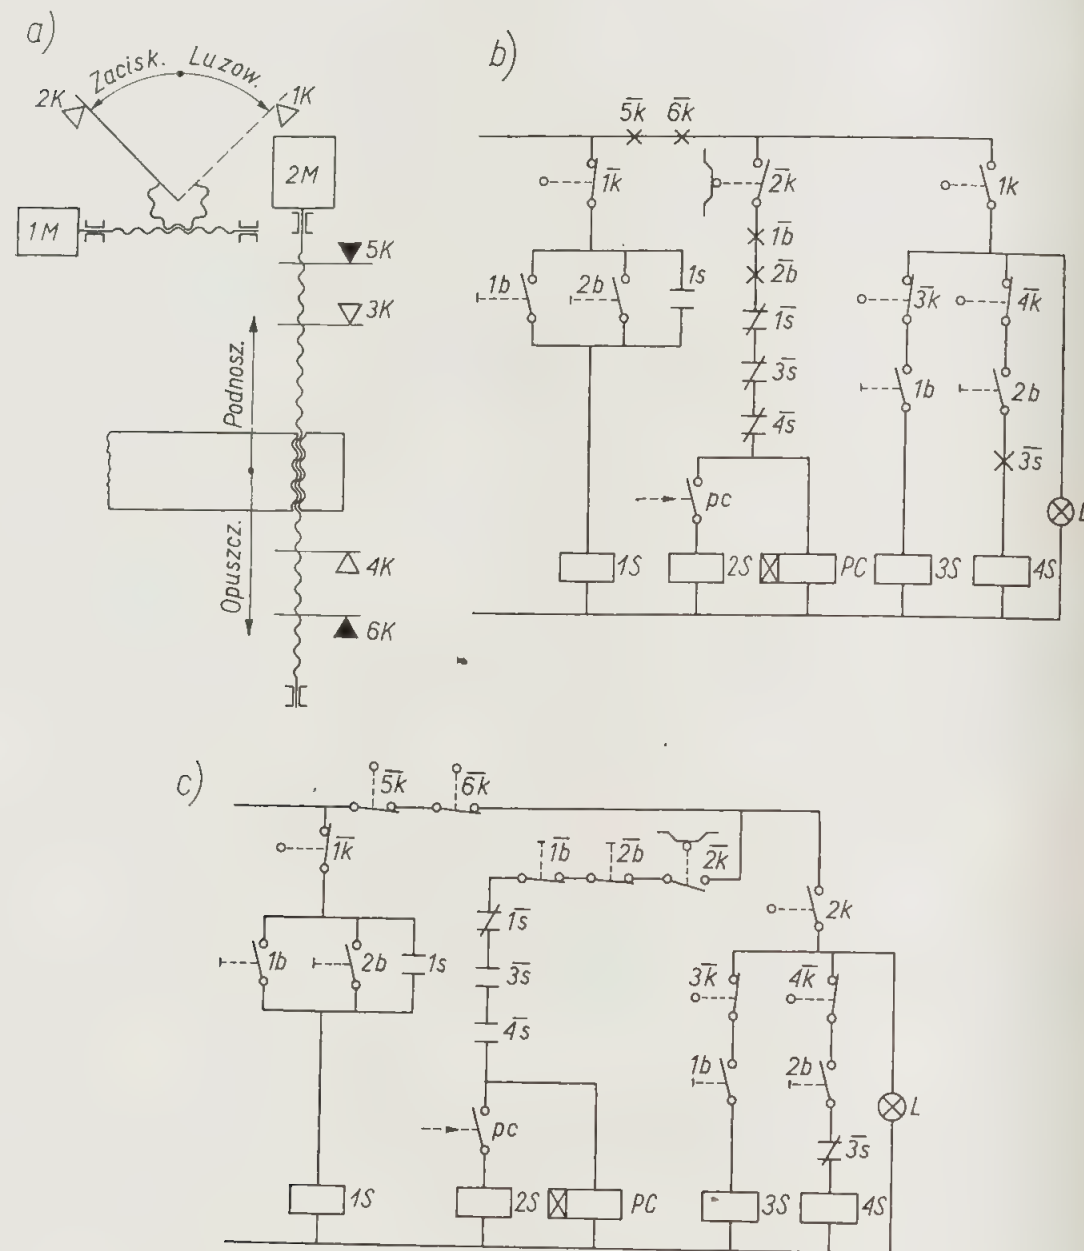 a)
Zacisk. Luzow.
2K
1K
2M
1M
5K
3K
Podnosz.
Opuszcz.
4K
6K
b)
5k̅ 6k̅
1k̅
2k̅
1k
1b̅
2b̅
1b 2b 1s
1s̅
3k̅ 4k̅
3s̅
1b 2b
4s̅
3s̅
pc
1S 2S PC 3S 4S
c)
5k̅ 6k̅
1k̅
1b̅ 2b̅ 2k̅
2k
1s̅
1b 2b 1s
3s̅
3k̅ 4k̅
4s̅
1b 2b
pc
L
3s̅
1S 2S PC 3S 4S